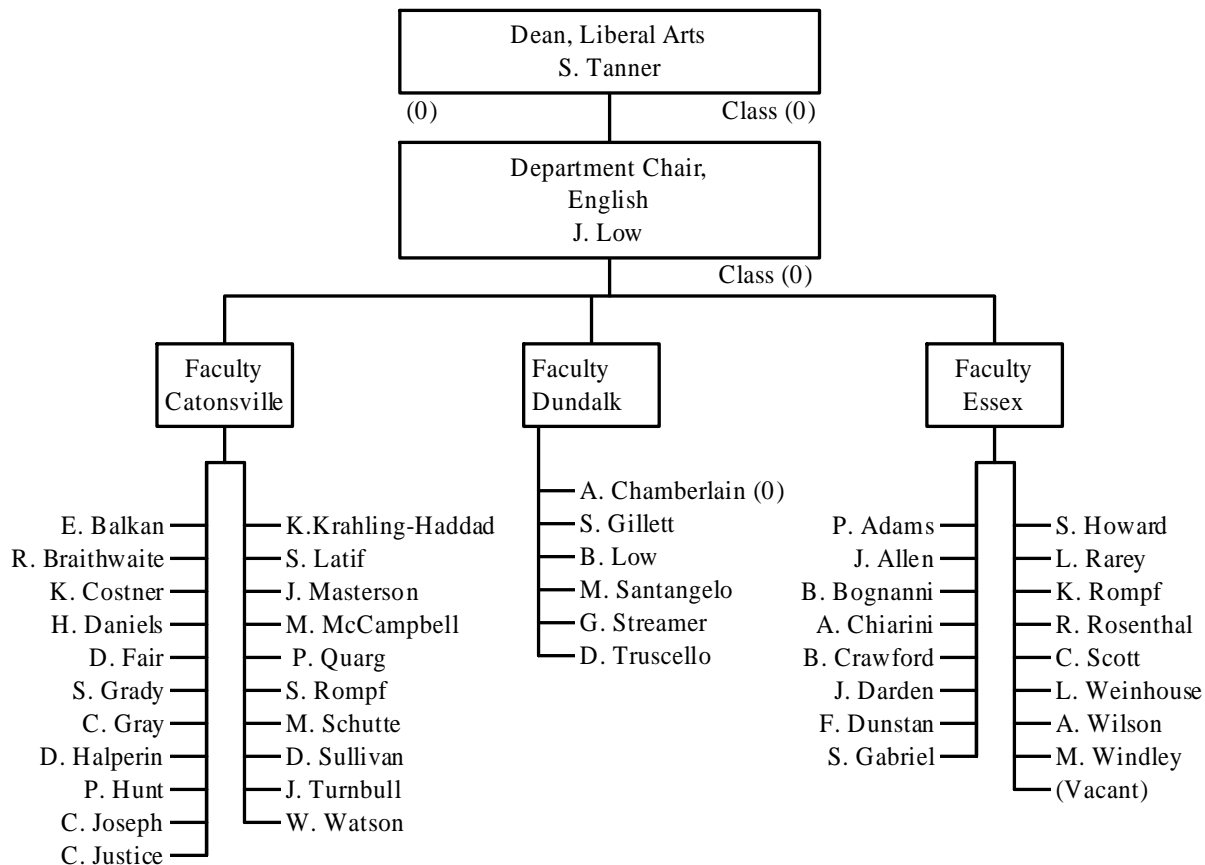 Dean, Liberal Arts
S. Tanner
(0)
Class (0)
Department Chair,
English
J. Low
Class (0)
Faculty
Catonsville
E. Balkan
R. Braithwaite
K. Costner
H. Daniels
D. Fair
S. Grady
C. Gray
D. Halperin
P. Hunt
C. Joseph
C. Justice
K.Krahling-Haddad
S. Latif
J. Masterson
M. McCampbell
P. Quarg
S. Rompf
M. Schutte
D. Sullivan
J. Turnbull
W. Watson
Faculty
Dundalk
A. Chamberlain (0)
S. Gillett
B. Low
M. Santangelo
G. Streamer
D. Truscello
Faculty
Essex
P. Adams
J. Allen
B. Bognanni
A. Chiarini
B. Crawford
J. Darden
F. Dunstan
S. Gabriel
S. Howard
L. Rarey
K. Rompf
R. Rosenthal
C. Scott
L. Weinhouse
A. Wilson
M. Windley
(Vacant)